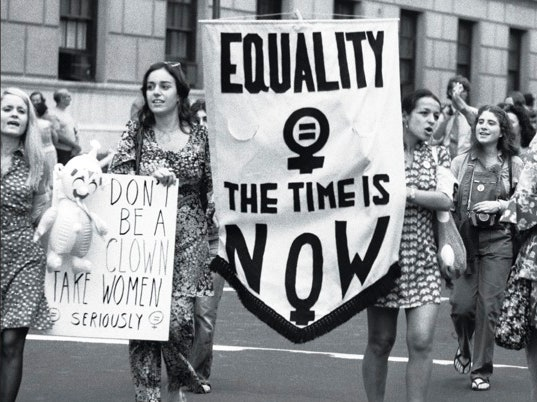 DON'T
BE A
CLOWN
TAKE WOMEN
SERIOUSLY
EQUALITY
THE TIME IS
NOW